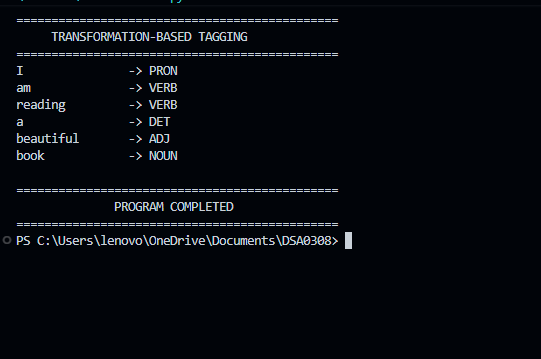 ==============================================
TRANSFORMATION-BASED TAGGING
==============================================
I -> PRON
am -> VERB
reading -> VERB
a -> DET
beautiful -> ADJ
book -> NOUN
==============================================
PROGRAM COMPLETED
==============================================
PS C:\Users\lenovo\OneDrive\Documents\DSA0308>